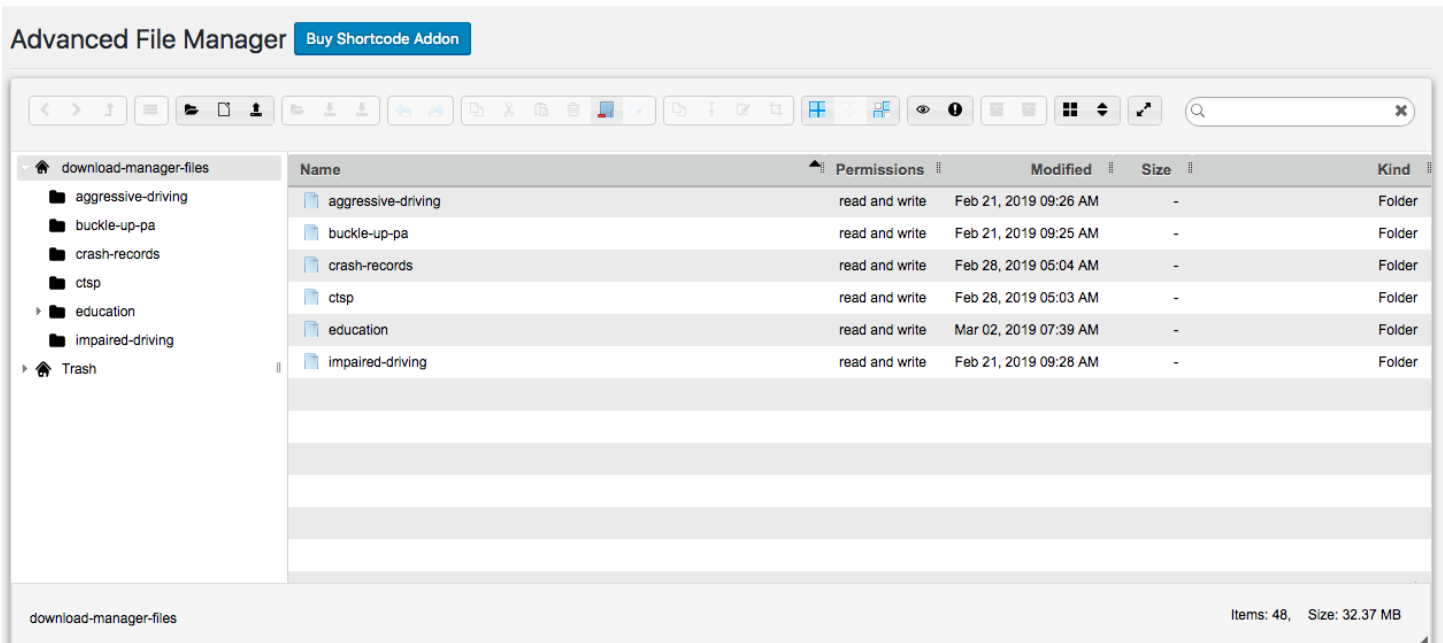 Advanced File Manager Buy Shortcode Addon
download-manager-files
aggressive-driving
buckle-up-pa
crash-records
ctsp
education
impaired-driving
Trash
Name Permissions Modified Size Kind
aggressive-driving read and write Feb 21, 2019 09:26 AM - Folder
buckle-up-pa read and write Feb 21, 2019 09:25 AM - Folder
crash-records read and write Feb 28, 2019 05:04 AM - Folder
ctsp read and write Feb 28, 2019 05:03 AM - Folder
education read and write Mar 02, 2019 07:39 AM - Folder
impaired-driving read and write Feb 21, 2019 09:28 AM - Folder
download-manager-files Items: 48, Size: 32.37 MB